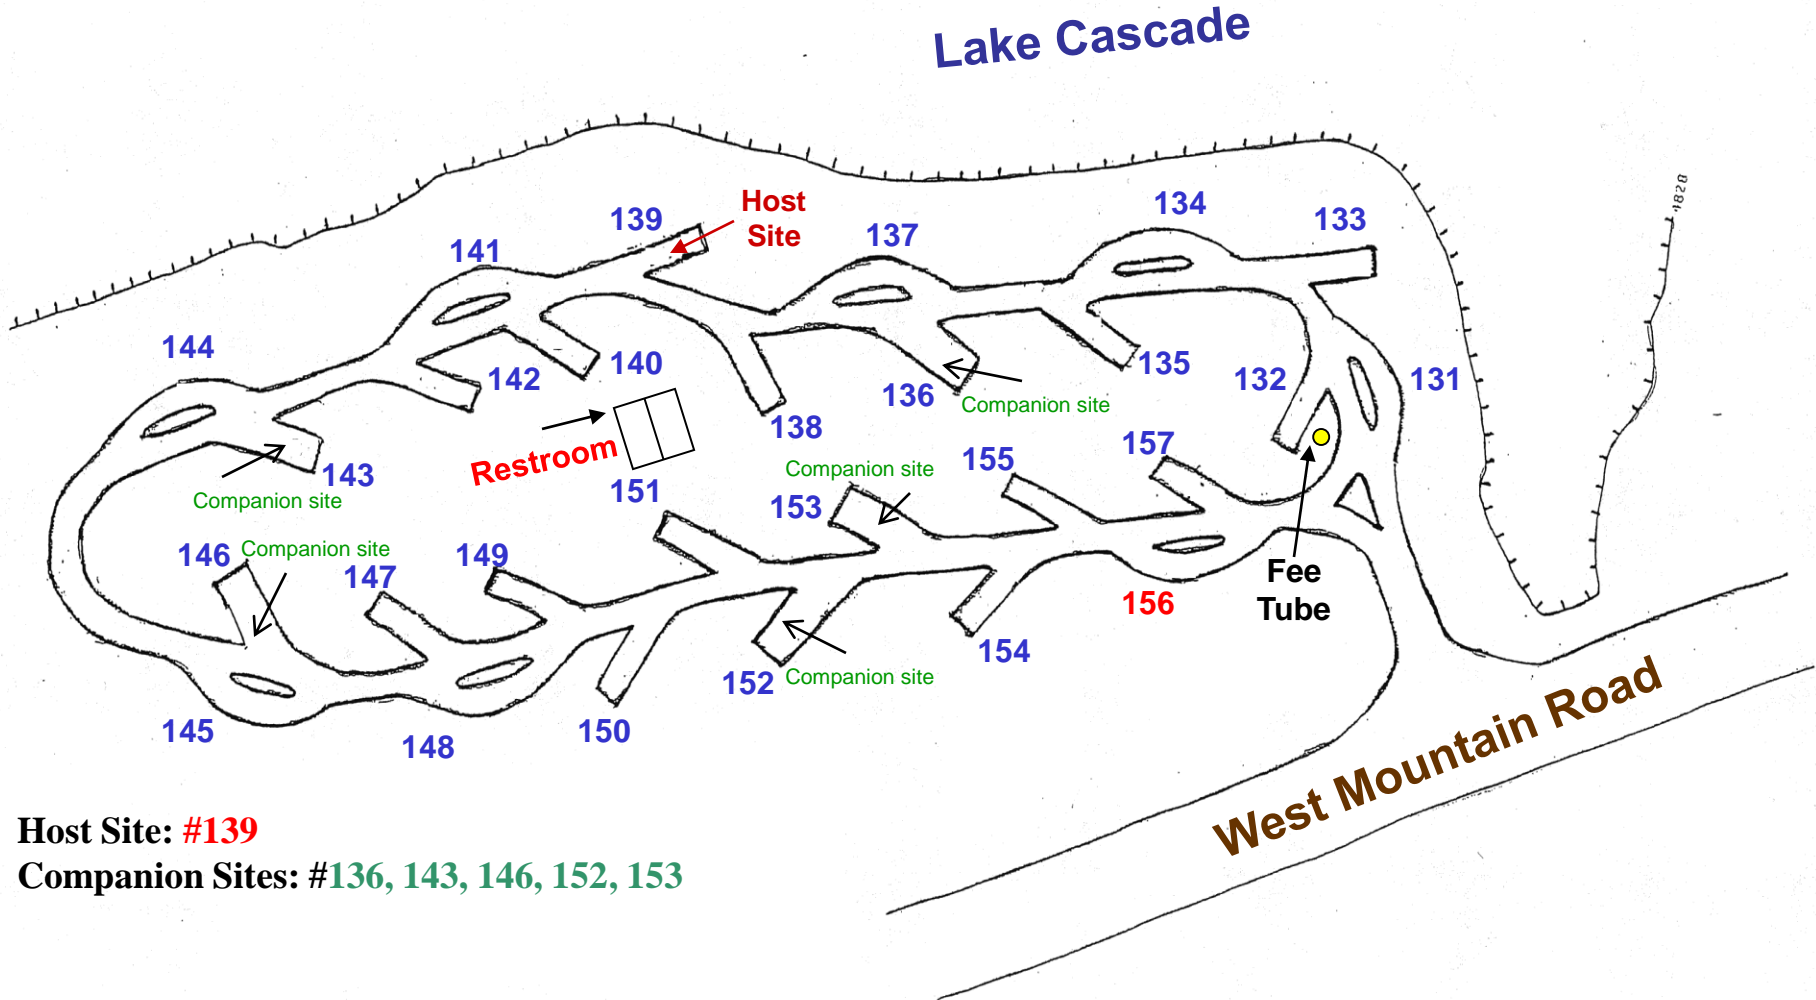 Lake Cascade
1828
134
133
139
Host
Site
137
141
144
140
142
136
Companion site
135
132
131
138
143
Companion site
Restroom
151
Companion site
153
155
157
146
Companion site
147
149
Fee
Tube
156
154
152
Companion site
150
145
148
West Mountain Road
Host Site: #139
Companion Sites: #136, 143, 146, 152, 153